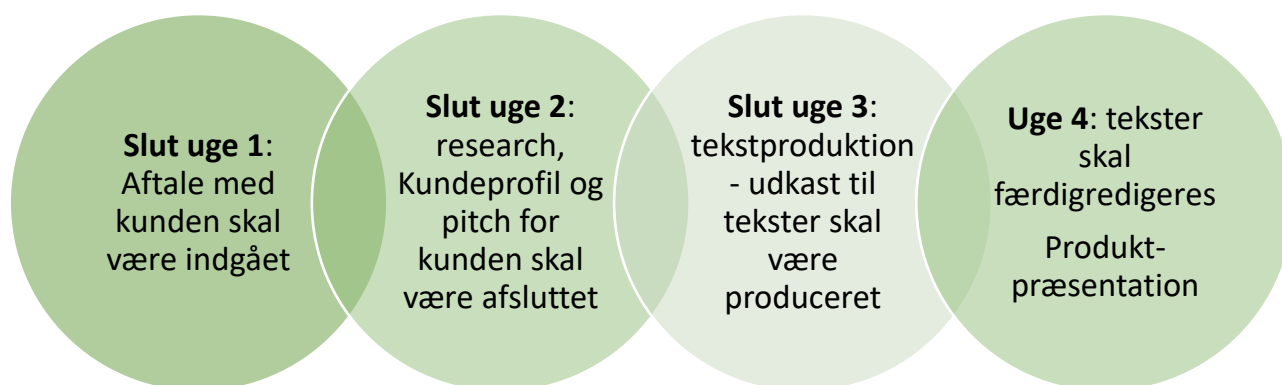 Slut uge 1:
Aftale med
kunden skal
være indgået
Slut uge 2:
research,
Kundeprofil og
pitch for
kunden skal
være afsluttet
Slut uge 3:
tekstproduktion
- udkast til
tekster skal
være
produceret
Uge 4: tekster
skal
færdigredigeres
Produkt-
præsentation